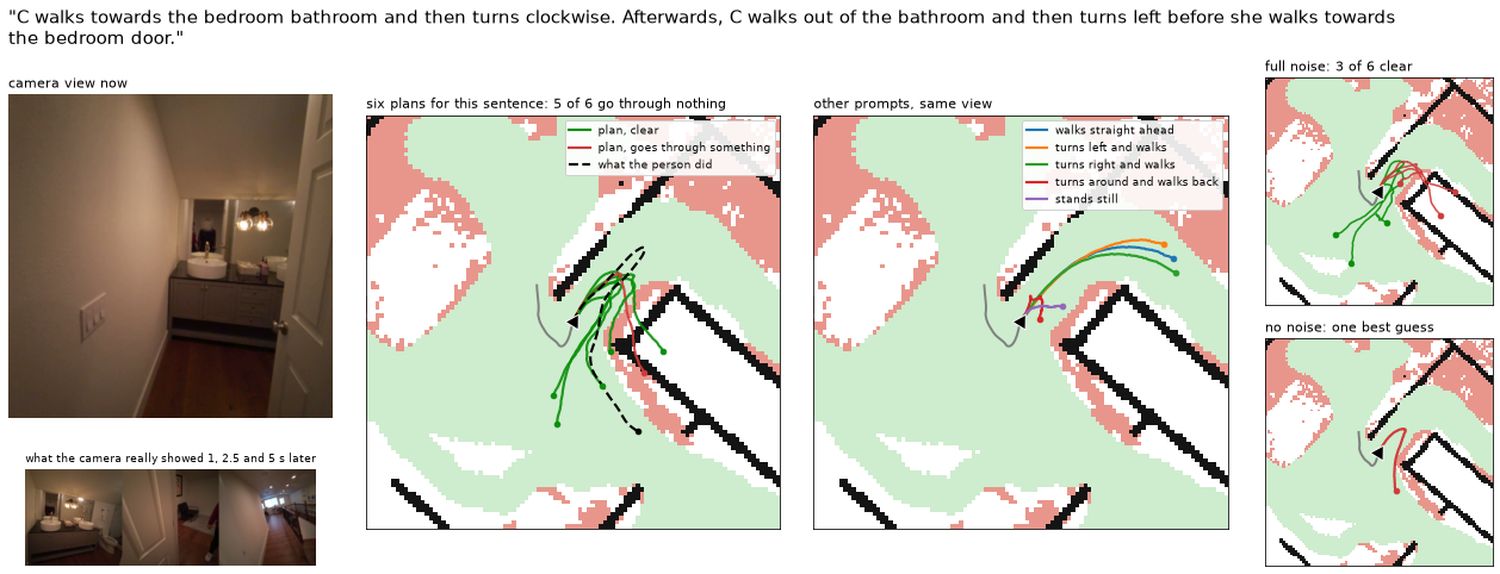 "C walks towards the bedroom bathroom and then turns clockwise. Afterwards, C walks out of the bathroom and then turns left before she walks towards
the bedroom door."
camera view now
what the camera really showed 1, 2.5 and 5 s later
six plans for this sentence: 5 of 6 go through nothing
plan, clear
plan, goes through something
what the person did
other prompts, same view
walks straight ahead
turns left and walks
turns right and walks
turns around and walks back
stands still
full noise: 3 of 6 clear
no noise: one best guess